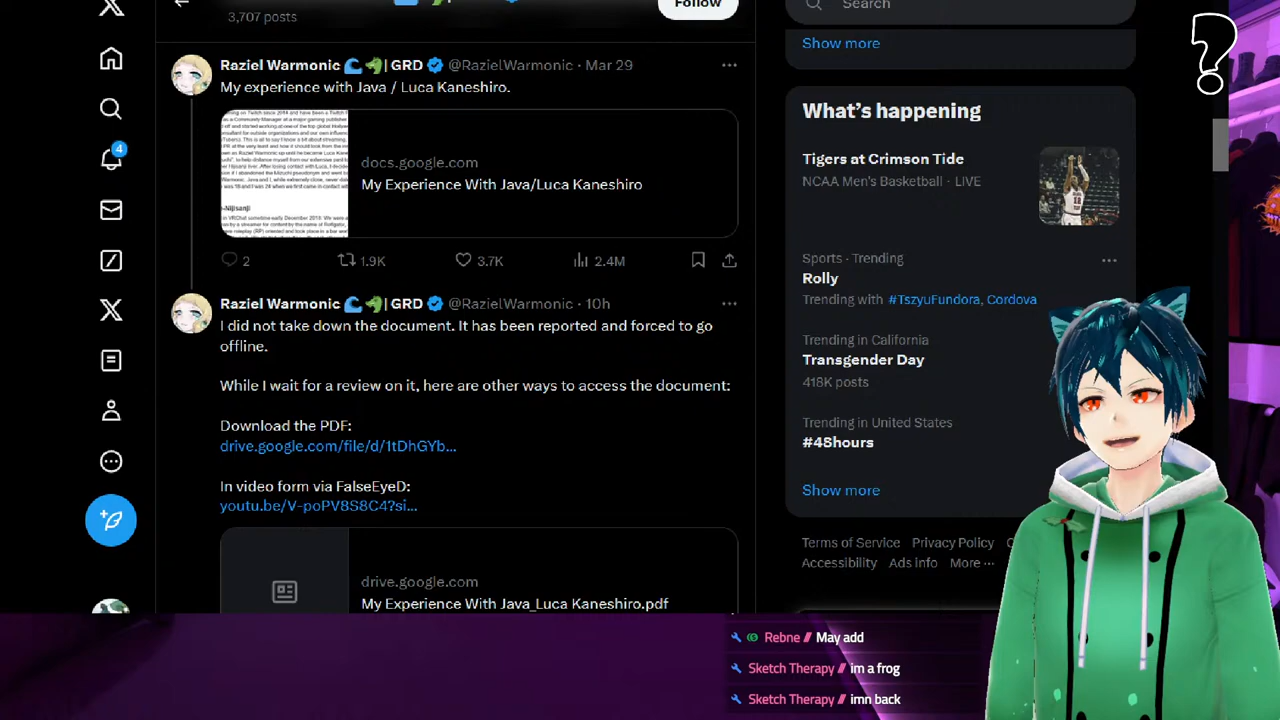 3,707 posts
Follow
Raziel Warmonic 🌊🐲| GRD @RazielWarmonic · Mar 29
My experience with Java / Luca Kaneshiro.
docs.google.com
My Experience With Java/Luca Kaneshiro
2 1.9K 3.7K 2.4M
Raziel Warmonic 🌊🐲| GRD @RazielWarmonic · 10h
I did not take down the document. It has been reported and forced to go
offline.
While I wait for a review on it, here are other ways to access the document:
Download the PDF:
drive.google.com/file/d/1tDhGYb...
In video form via FalseEyeD:
youtu.be/V-poPV8S8C4?si...
drive.google.com
My Experience With Java_Luca Kaneshiro.pdf
4
Search
Show more
What's happening
Tigers at Crimson Tide
NCAA Men's Basketball · LIVE
Sports · Trending
Rolly
Trending with #TszyuFundora, Cordova
Trending in California
Transgender Day
418K posts
Trending in United States
#48hours
Show more
Terms of Service Privacy Policy
Accessibility Ads Info More ···
Rebne // May add
Sketch Therapy // im a frog
Sketch Therapy // imn back
?